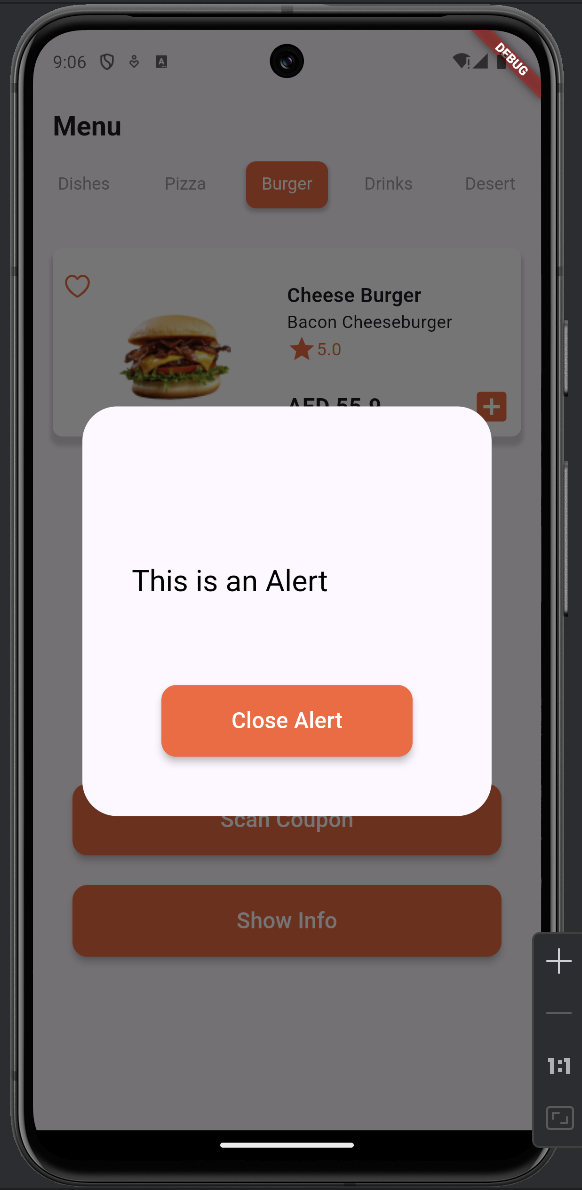 9:06
DEBUG
Menu
Dishes Pizza Burger Drinks Desert
Cheese Burger
Bacon Cheeseburger
5.0
AED 55.9
This is an Alert
Close Alert
Scan Coupon
Show Info
1:1